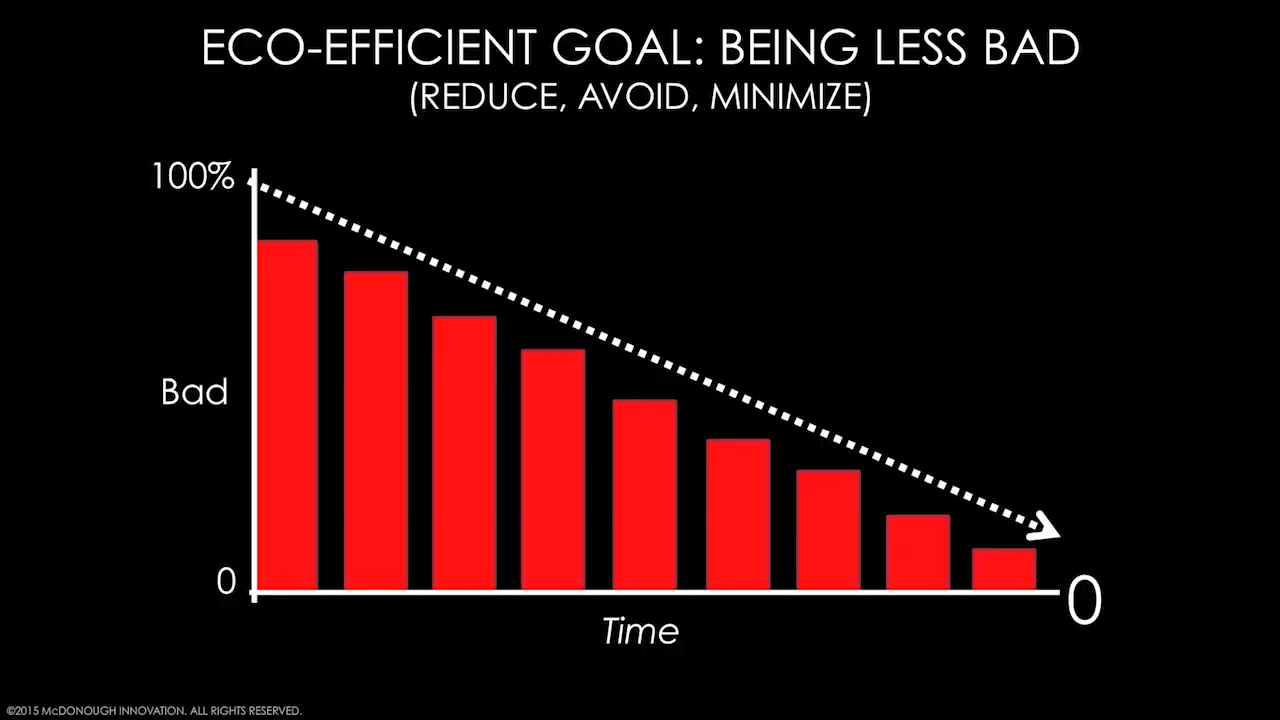 ECO-EFFICIENT GOAL: BEING LESS BAD
(REDUCE, AVOID, MINIMIZE)
100%
Bad
0
0
Time
©2015 McDONOUGH INNOVATION. ALL RIGHTS RESERVED.